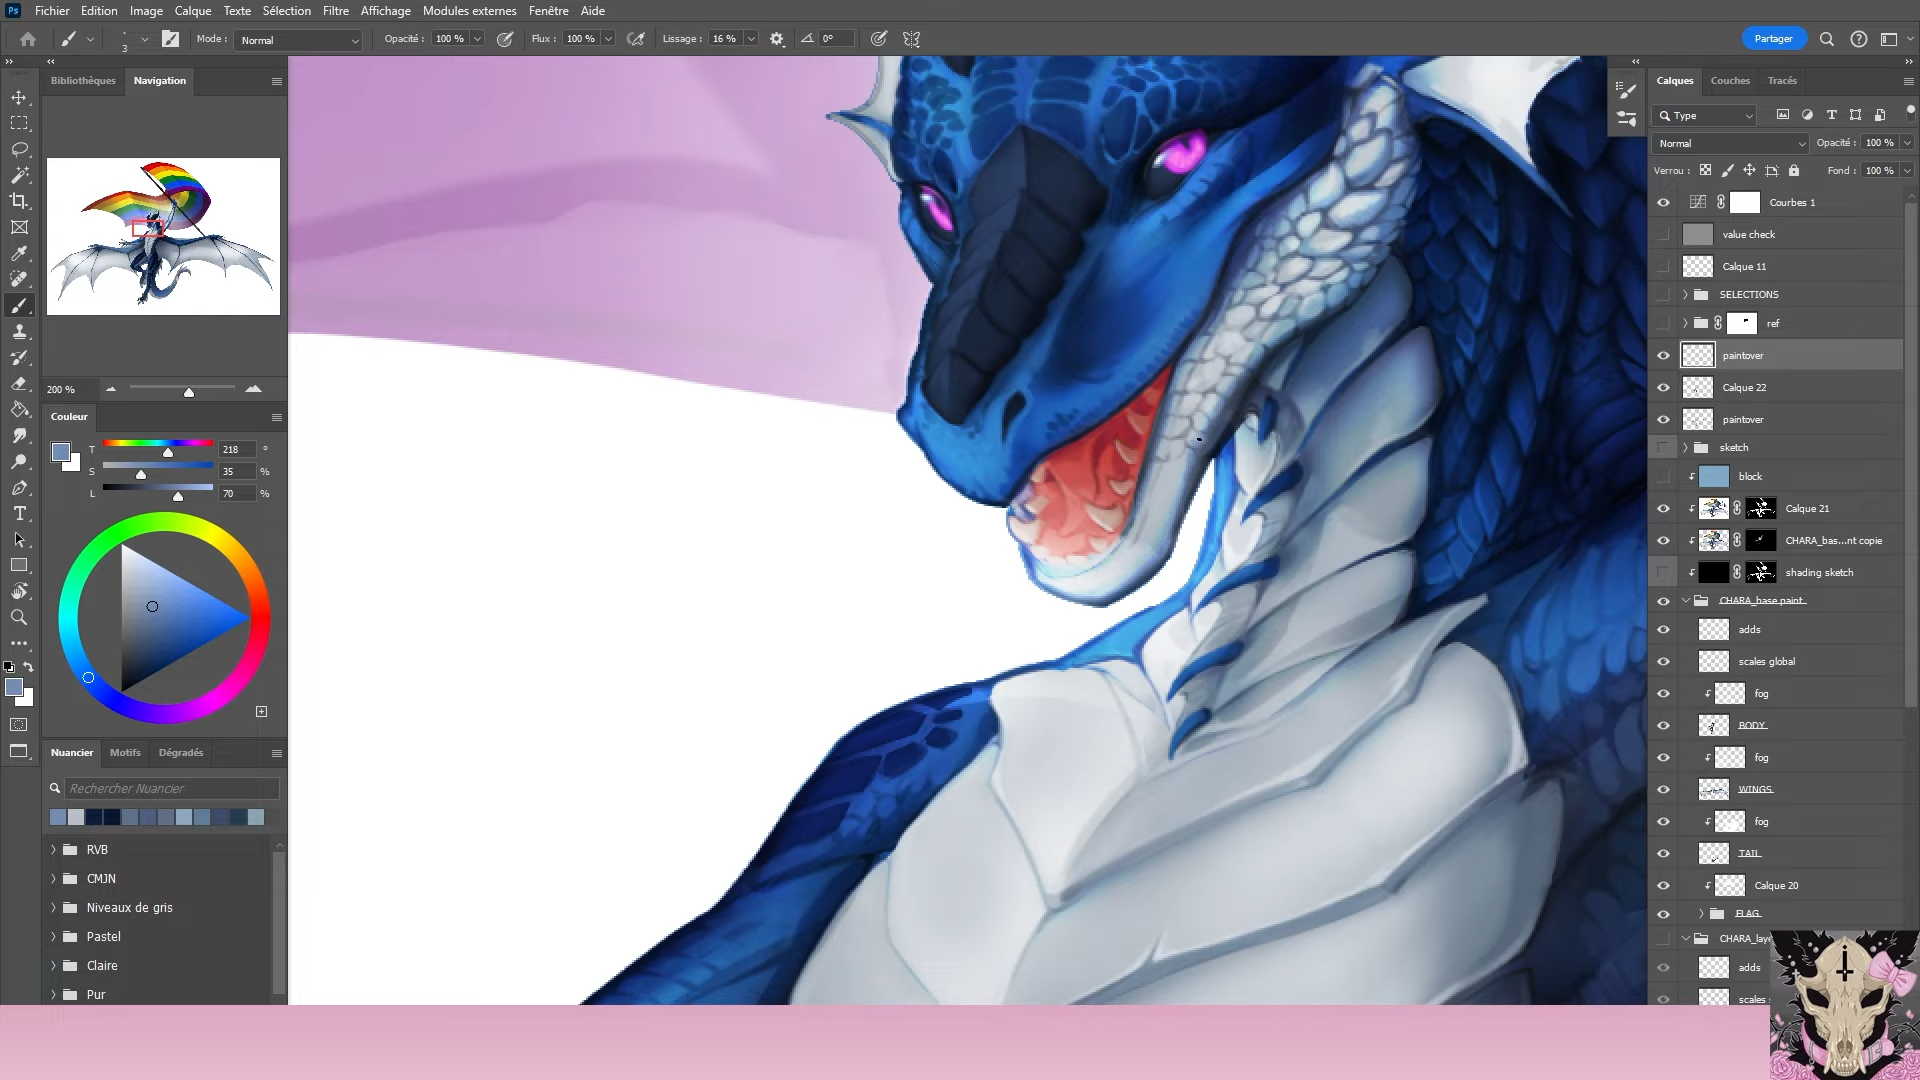 Ps Fichier Edition Image Calque Texte Sélection Filtre Affichage Modules externes Fenêtre Aide
3 Mode : Normal Opacité : 100 % Flux : 100 % Lissage : 16 % 0° Partager
Bibliothèques Navigation
Calques Couches Tracés
Type
Normal Opacité : 100 %
Verrou : Fond : 100 %
Courbes 1
value check
Calque 11
SELECTIONS
ref
paintover
Calque 22
paintover
sketch
block
Calque 21
CHARA_bas...nt copie
shading sketch
CHARA_base paint
adds
scales global
fog
BODY
fog
WINGS
fog
TAIL
Calque 20
FLAG
CHARA_laye
adds
scales
200 %
Couleur
T 218 °
S 35 %
L 70 %
Nuancier Motifs Dégradés
Rechercher Nuancier
RVB
CMJN
Niveaux de gris
Pastel
Claire
Pur